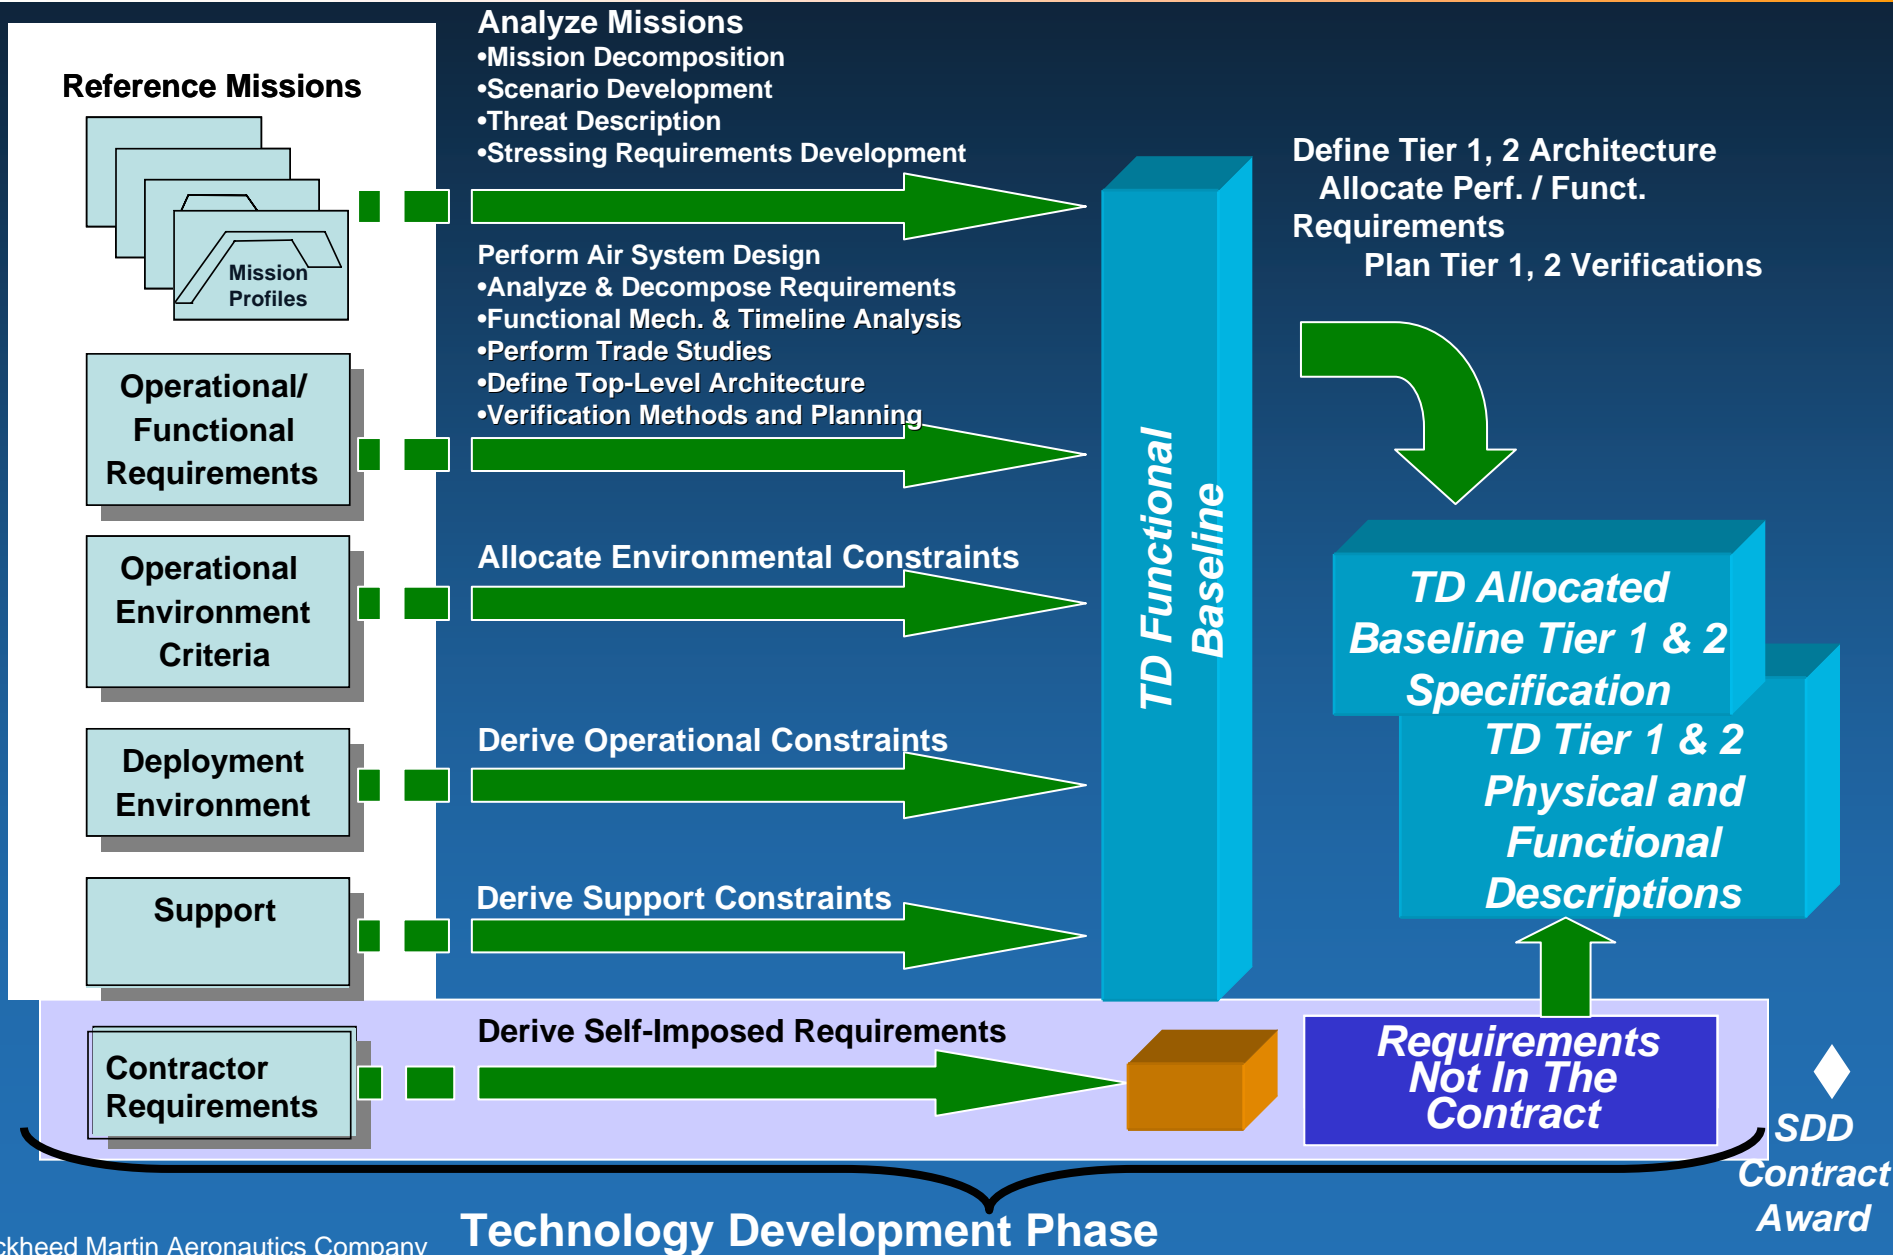 Reference Missions
Mission
Profiles
Operational/
Functional
Requirements
Operational
Environment
Criteria
Deployment
Environment
Support
Contractor
Requirements
Analyze Missions
•Mission Decomposition
•Scenario Development
•Threat Description
•Stressing Requirements Development
Perform Air System Design
•Analyze & Decompose Requirements
•Functional Mech. & Timeline Analysis
•Perform Trade Studies
•Define Top-Level Architecture
•Verification Methods and Planning
Allocate Environmental Constraints
Derive Operational Constraints
Derive Support Constraints
Derive Self-Imposed Requirements
TD Functional
Baseline
Define Tier 1, 2 Architecture
Allocate Perf. / Funct.
Requirements
Plan Tier 1, 2 Verifications
TD Allocated
Baseline Tier 1 & 2
Specification
TD Tier 1 & 2
Physical and
Functional
Descriptions
Requirements
Not In The
Contract
SDD
Contract
Award
Technology Development Phase
Martin Aeronautics Company